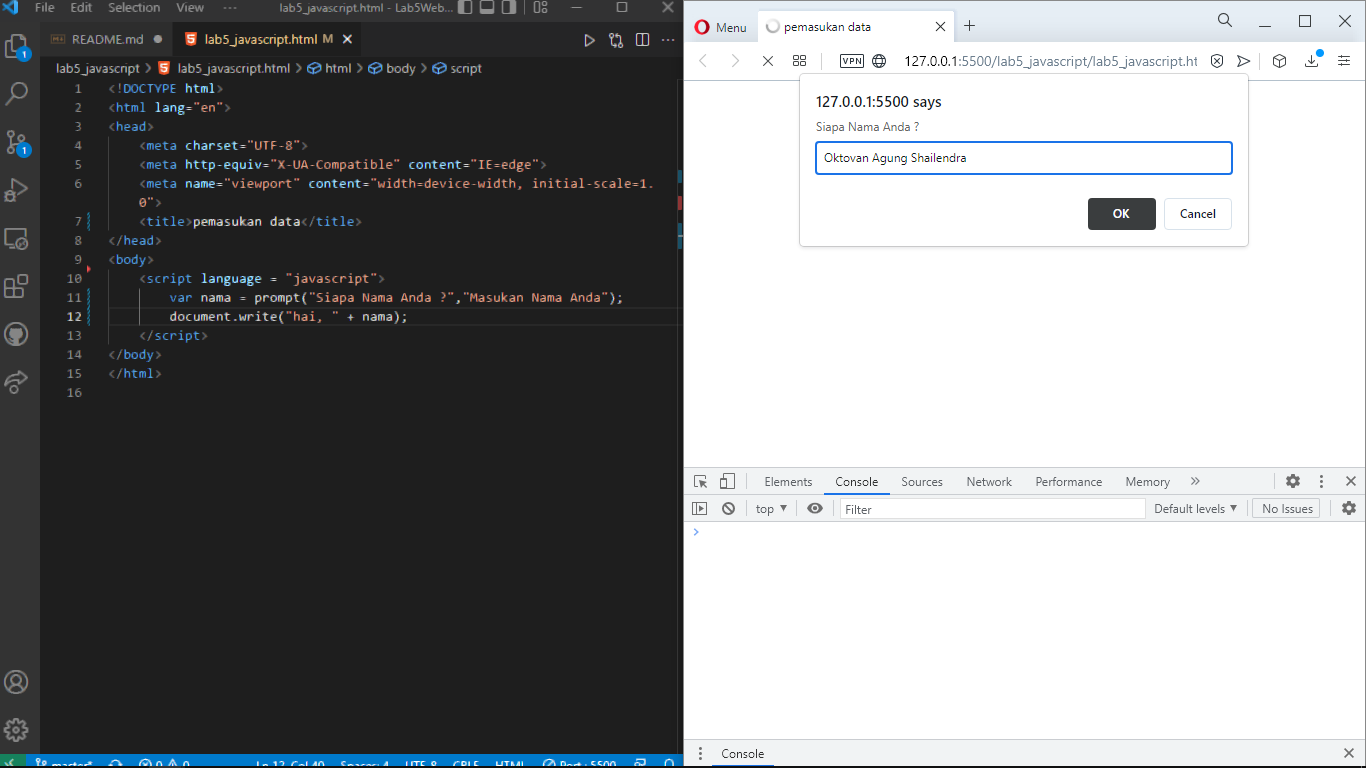 File Edit Selection View ··· lab5_javascript.html - Lab5Web...
README.md lab5_javascript.html M
lab5_javascript > lab5_javascript.html > html > body > script
1 <!DOCTYPE html>
2 <html lang="en">
3 <head>
4 <meta charset="UTF-8">
5 <meta http-equiv="X-UA-Compatible" content="IE=edge">
6 <meta name="viewport" content="width=device-width, initial-scale=1.
0">
7 <title>pemasukan data</title>
8 </head>
9 <body>
10 <script language = "javascript">
11 var nama = prompt("Siapa Nama Anda ?","Masukan Nama Anda");
12 document.write("hai, " + nama);
13 </script>
14 </body>
15 </html>
16
1
1
master* 0 0 Ln 12, Col 40 Spaces: 4 UTF-8 CRLF HTML Port : 5500
Menu pemasukan data
VPN 127.0.0.1:5500/lab5_javascript/lab5_javascript.ht
127.0.0.1:5500 says
Siapa Nama Anda ?
Oktovan Agung Shailendra
OK Cancel
Elements Console Sources Network Performance Memory »
top ▼ Filter Default levels ▼ No Issues
>
Console